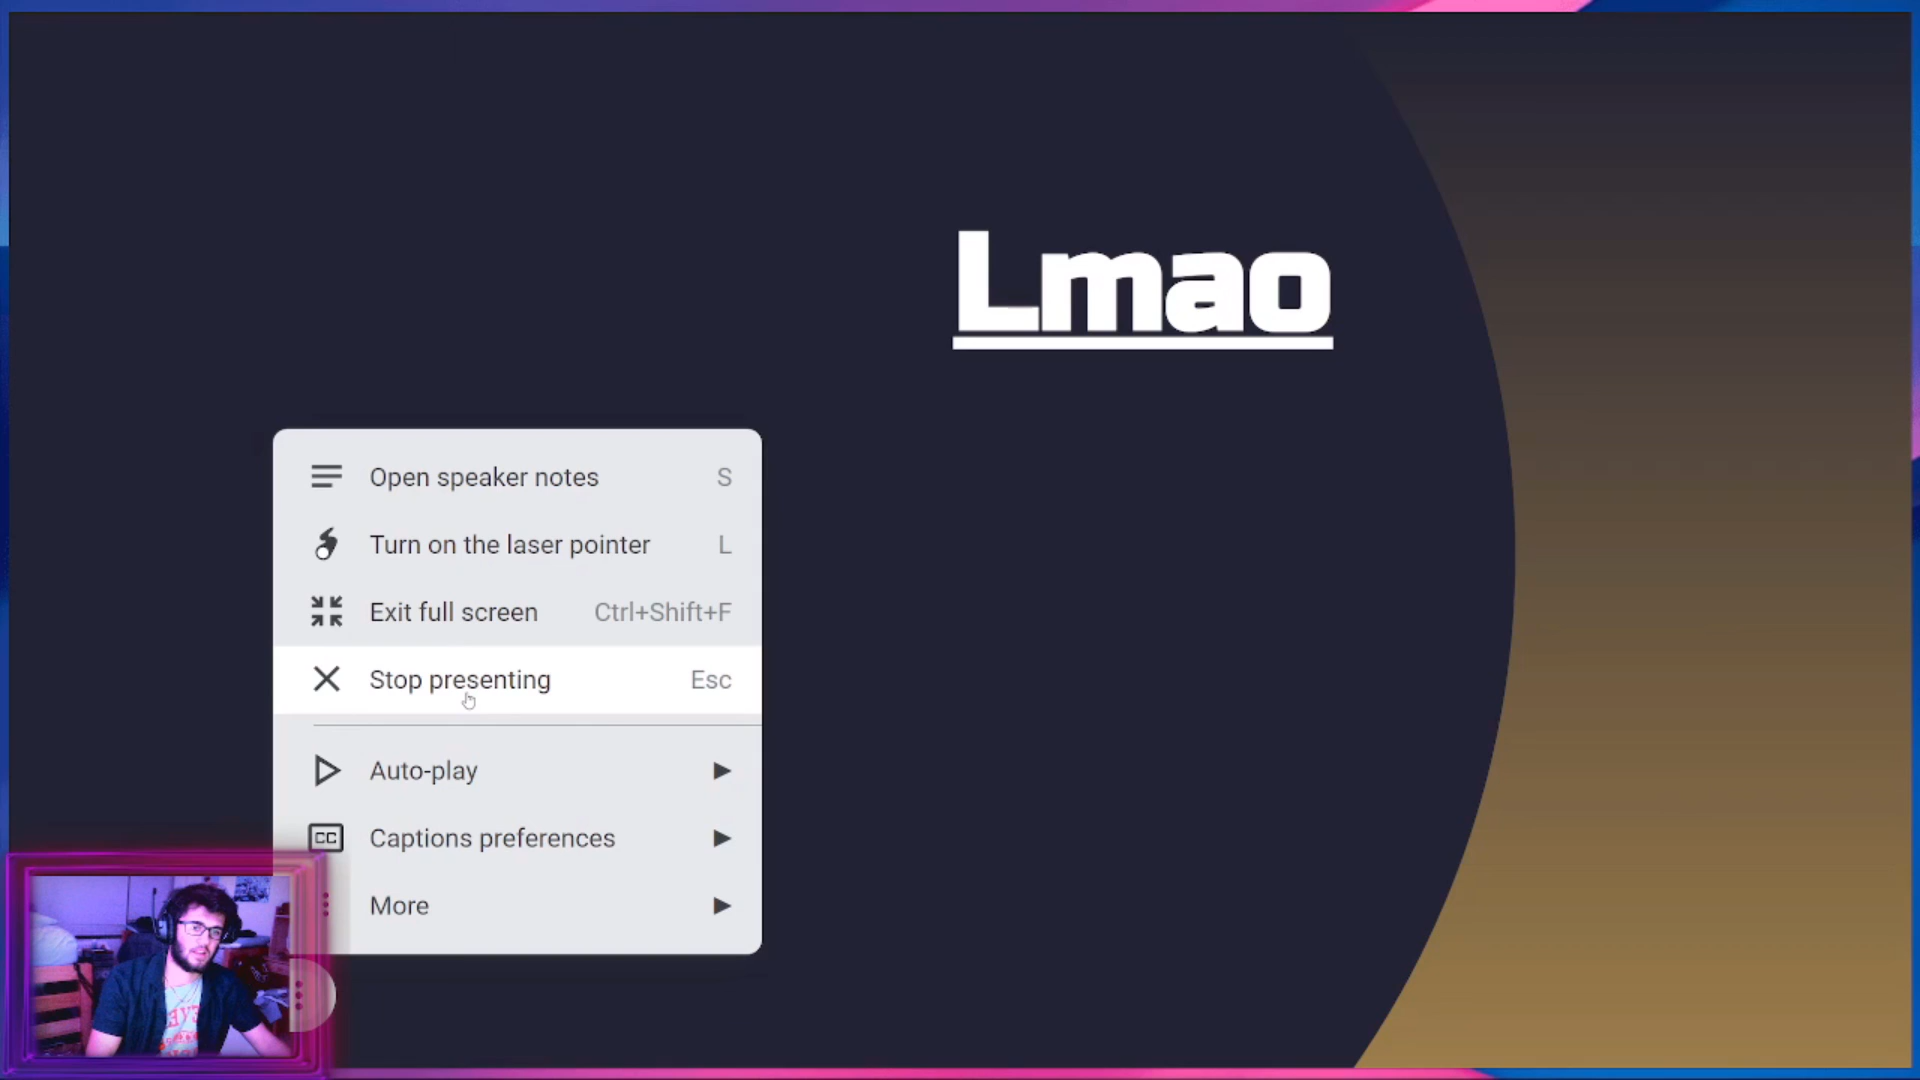 Lmao
Open speaker notes S
Turn on the laser pointer L
Exit full screen Ctrl+Shift+F
Stop presenting Esc
Auto-play
CC Captions preferences
More